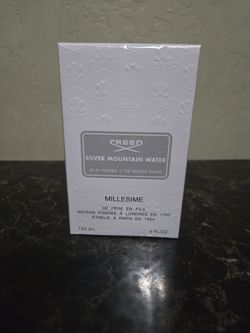 CREED
SILVER MOUNTAIN WATER
MILLESIME
DE PÈRE EN FILS
MAISON FONDÉE À LONDRES EN 1760
ÉTABLIE À PARIS EN 1854
120 ML
4 FL.OZ